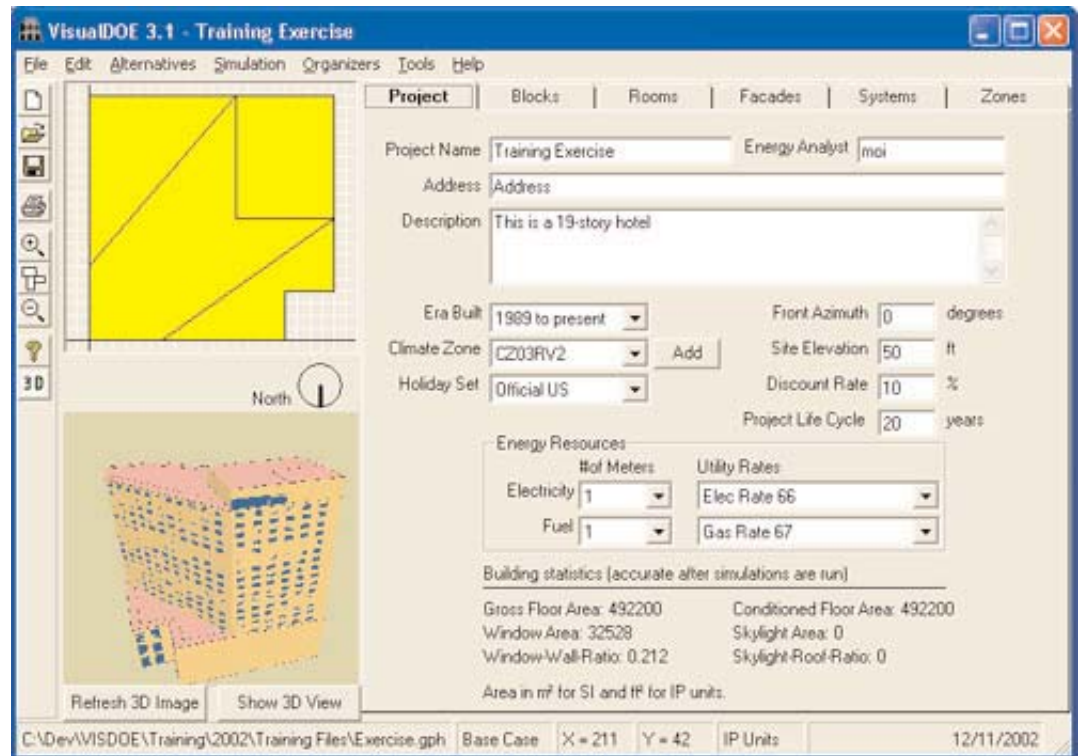 VisualDOE 3.1 - Training Exercise
File Edit Alternatives Simulation Organizers Tools Help
Project Blocks Rooms Facades Systems Zones
Project Name Training Exercise Energy Analyst moi
Address Address
Description This is a 19-story hotel
Era Built 1989 to present Front Azimuth 0 degrees
Climate Zone CZ03RV2 Add Site Elevation 50 ft
Holiday Set Official US Discount Rate 10 %
Project Life Cycle 20 years
3D
North
Energy Resources
#of Meters Utility Rates
Electricity 1 Elec Rate 66
Fuel 1 Gas Rate 67
Building statistics (accurate after simulations are run)
Gross Floor Area: 492200 Conditioned Floor Area: 492200
Window Area: 32528 Skylight Area: 0
Window-Wall-Ratio: 0.212 Skylight-Roof-Ratio: 0
Area in m² for SI and ft² for IP units.
Refresh 3D Image Show 3D View
C:\Dev\VISDOE\Training\2002\Training Files\Exercise.gph Base Case X = 211 Y = 42 IP Units 12/11/2002